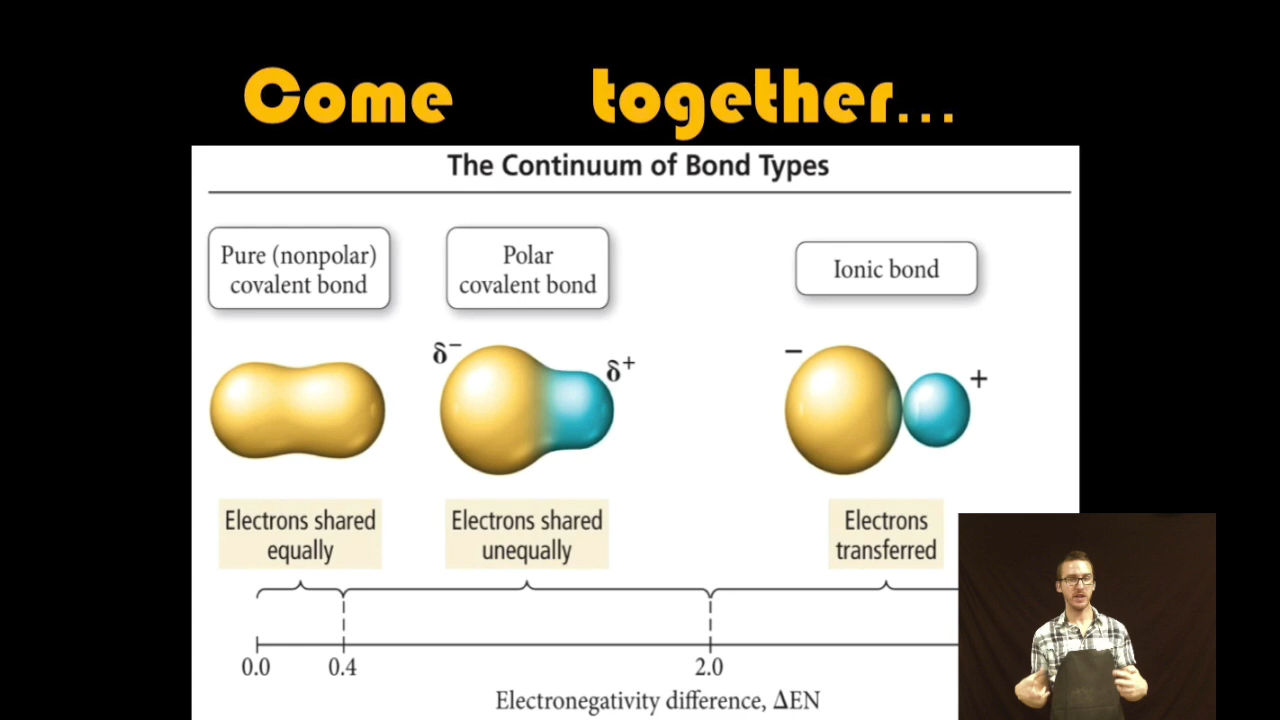 Come together...
The Continuum of Bond Types
Pure (nonpolar)
covalent bond
Polar
covalent bond
Ionic bond
δ−
δ+
−
+
Electrons shared
equally
Electrons shared
unequally
Electrons
transferred
0.0
0.4
2.0
Electronegativity difference, ΔEN